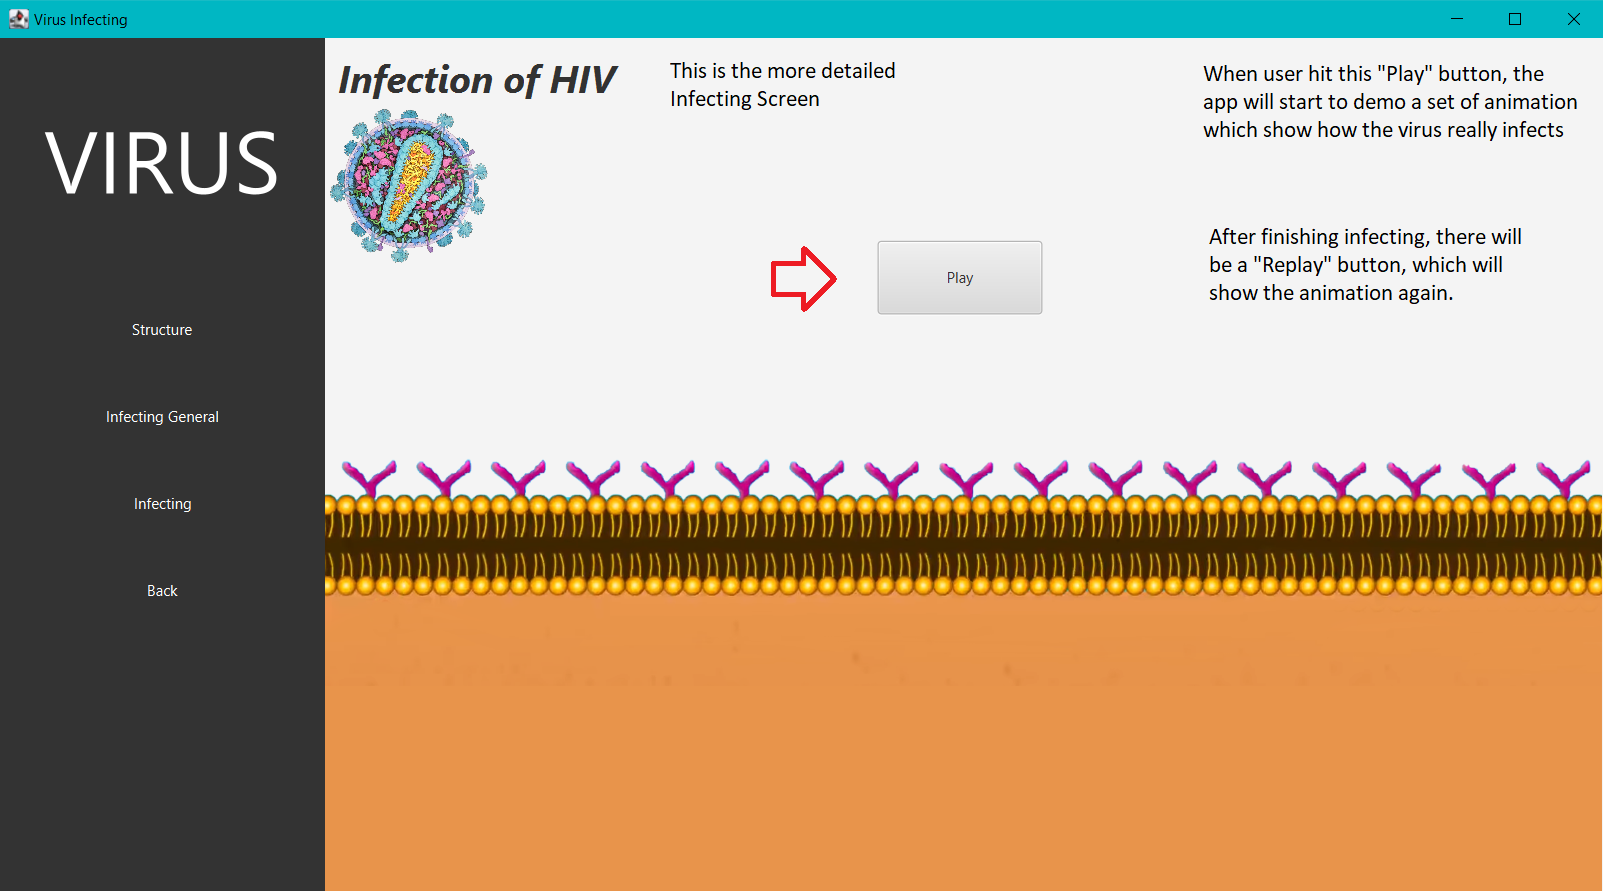 Virus Infecting
VIRUS
Structure
Infecting General
Infecting
Back
Infection of HIV
This is the more detailed
Infecting Screen
When user hit this "Play" button, the
app will start to demo a set of animation
which show how the virus really infects
Play
After finishing infecting, there will
be a "Replay" button, which will
show the animation again.